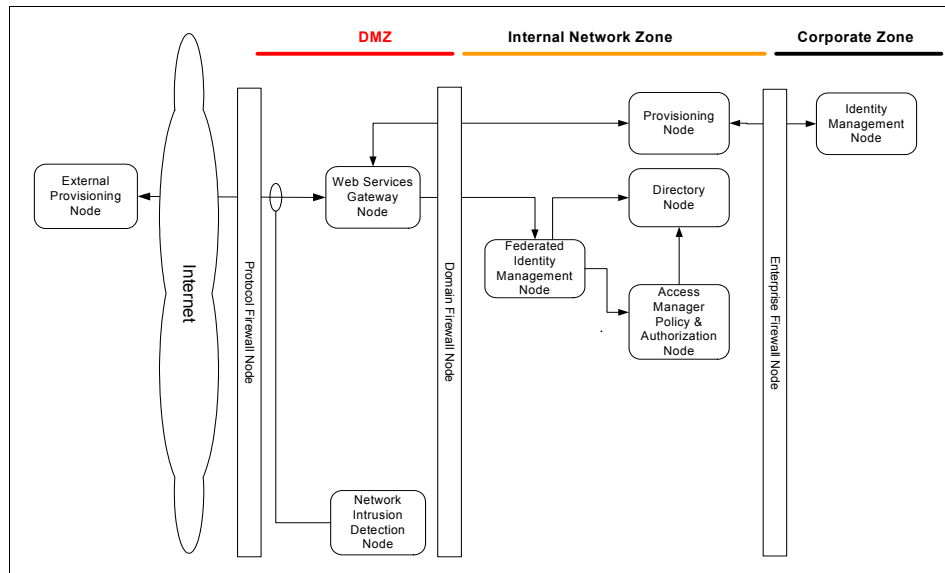 DMZ
Internal Network Zone
Corporate Zone
Provisioning
Node
Identity
Management
Node
External
Provisioning
Node
Web Services
Gateway
Node
Directory
Node
Federated
Identity
Management
Node
Access
Manager
Policy &
Authorization
Node
Internet
Protocol Firewall Node
Domain Firewall Node
Enterprise Firewall Node
Network
Intrusion
Detection
Node